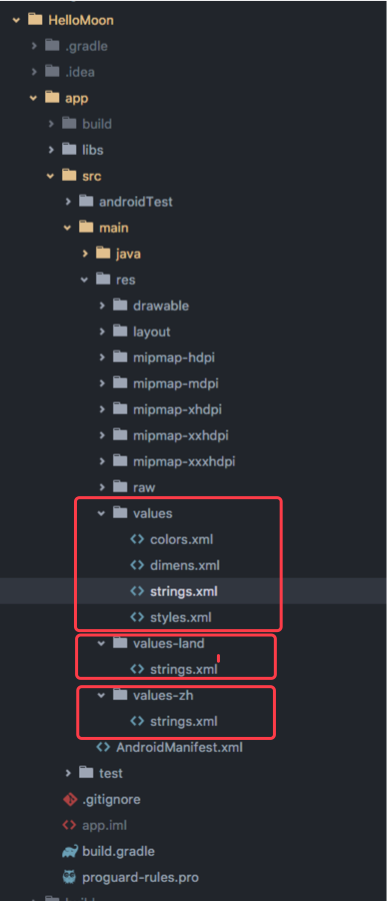 HelloMoon
.gradle
.idea
app
build
libs
src
androidTest
main
java
res
drawable
layout
mipmap-hdpi
mipmap-mdpi
mipmap-xhdpi
mipmap-xxhdpi
mipmap-xxxhdpi
raw
values
colors.xml
dimens.xml
strings.xml
styles.xml
values-land
strings.xml
values-zh
strings.xml
AndroidManifest.xml
test
.gitignore
app.iml
build.gradle
proguard-rules.pro